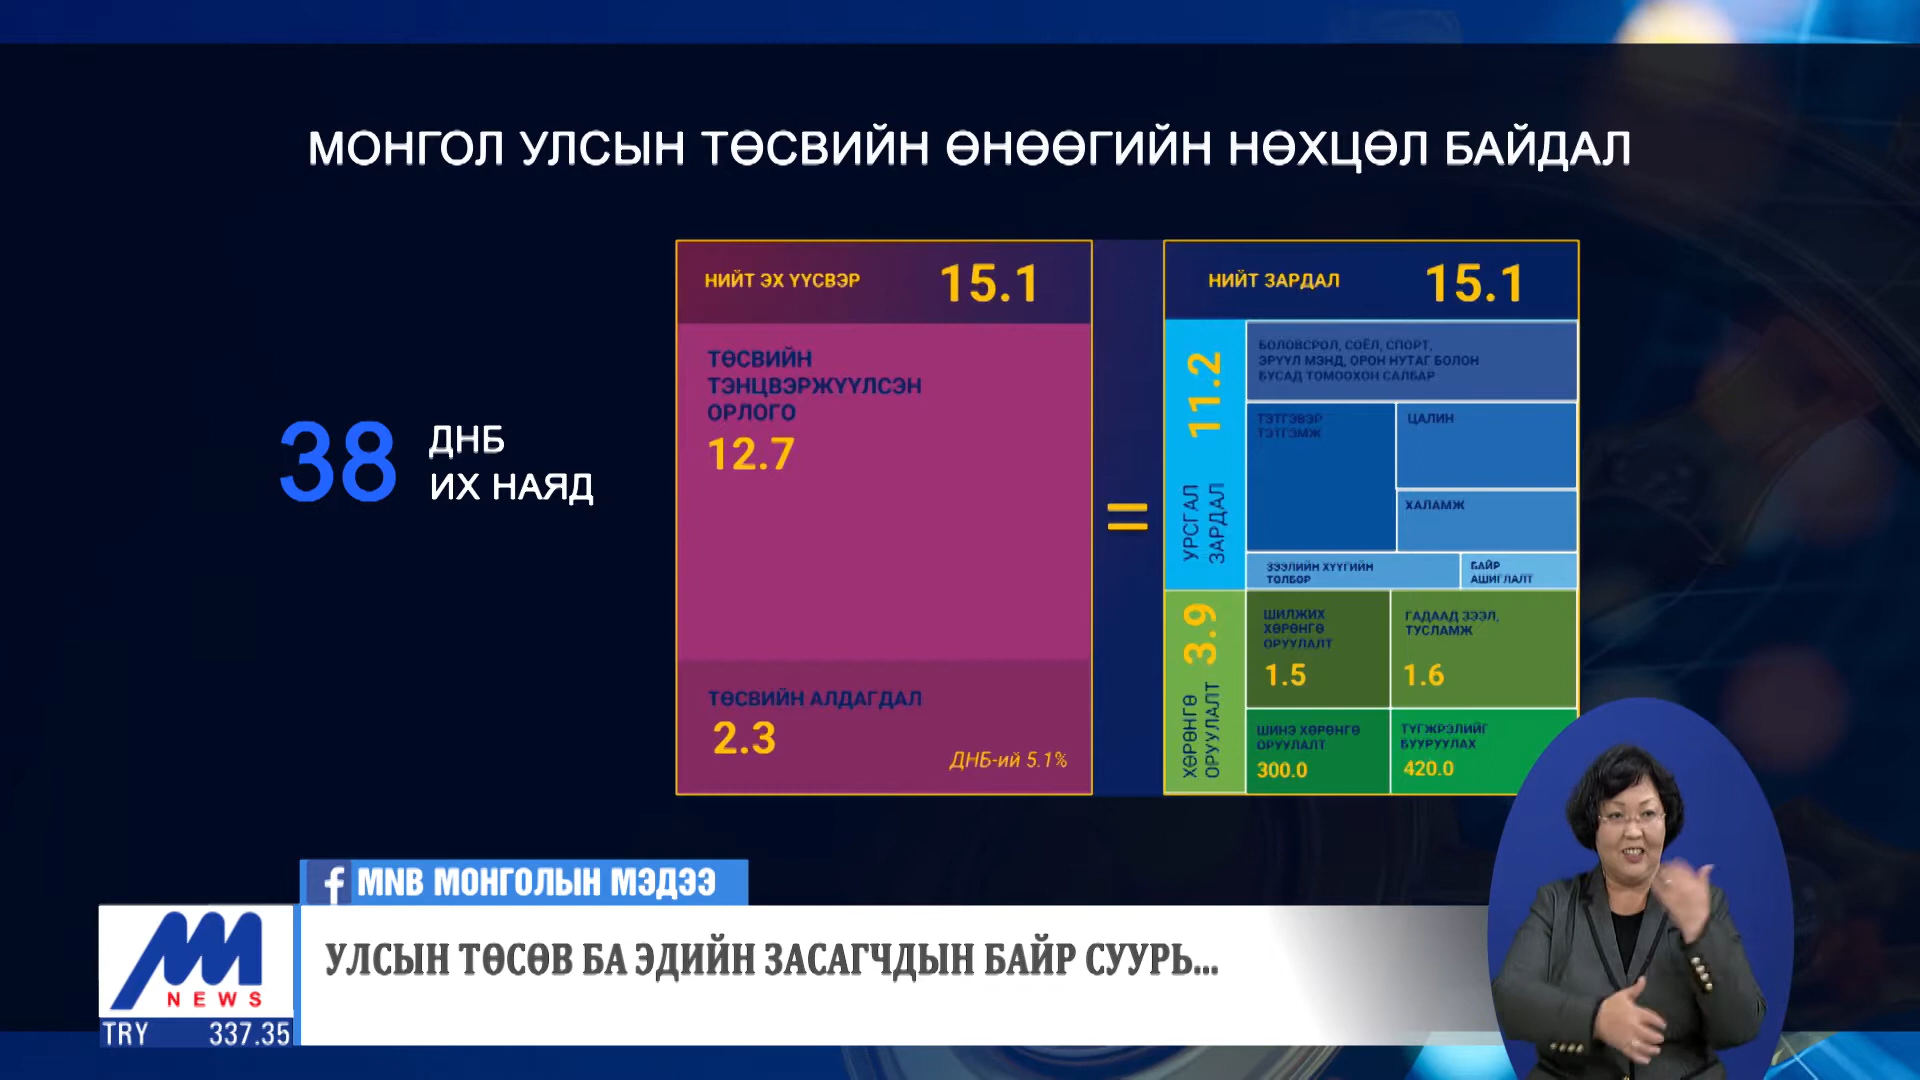 МОНГОЛ УЛСЫН ТӨСВИЙН ӨНӨӨГИЙН НӨХЦӨЛ БАЙДАЛ
38
ДНБ
ИХ НАЯД
НИЙТ ЭХ ҮҮСВЭР 15.1
ТӨСВИЙН
ТЭНЦВЭРЖҮҮЛСЭН
ОРЛОГО
12.7
ТӨСВИЙН АЛДАГДАЛ
2.3
ДНБ-ий 5.1%
=
НИЙТ ЗАРДАЛ 15.1
УРСГАЛ
ЗАРДАЛ
11.2
БОЛОВСРОЛ, СОЁЛ, СПОРТ,
ЭРҮҮЛ МЭНД, ОРОН НУТАГ БОЛОН
БУСАД ТОМООХОН САЛБАР
ТЭТГЭВЭР
ТЭТГЭМЖ
ЦАЛИН
ХАЛАМЖ
ЗЭЭЛИЙН ХҮҮГИЙН
ТӨЛБӨР
БАЙР
АШИГЛАЛТ
ХӨРӨНГӨ
ОРУУЛАЛТ
3.9
ШИЛЖИХ
ХӨРӨНГӨ
ОРУУЛАЛТ
1.5
ГАДААД ЗЭЭЛ,
ТУСЛАМЖ
1.6
ШИНЭ ХӨРӨНГӨ
ОРУУЛАЛТ
300.0
ТҮГЖРЭЛИЙГ
БУУРУУЛАХ
420.0
f MNB МОНГОЛЫН МЭДЭЭ
УЛСЫН ТӨСӨВ БА ЭДИЙН ЗАСАГЧДЫН БАЙР СУУРЬ...
NEWS
TRY 337.35